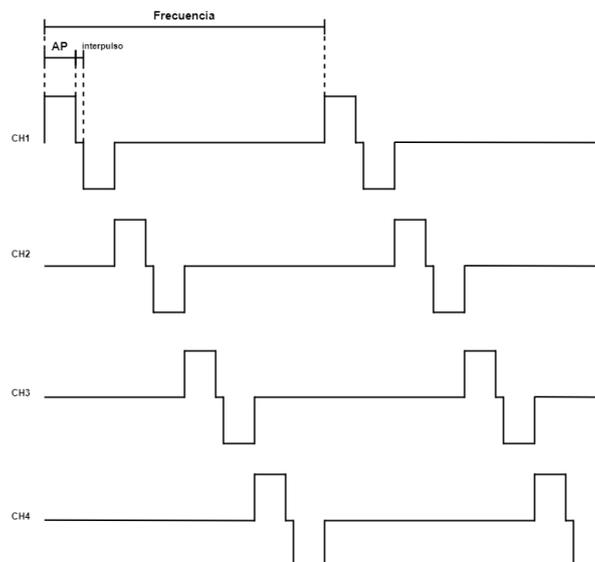 Frecuencia
AP
interpulso
CH1
CH2
CH3
CH4